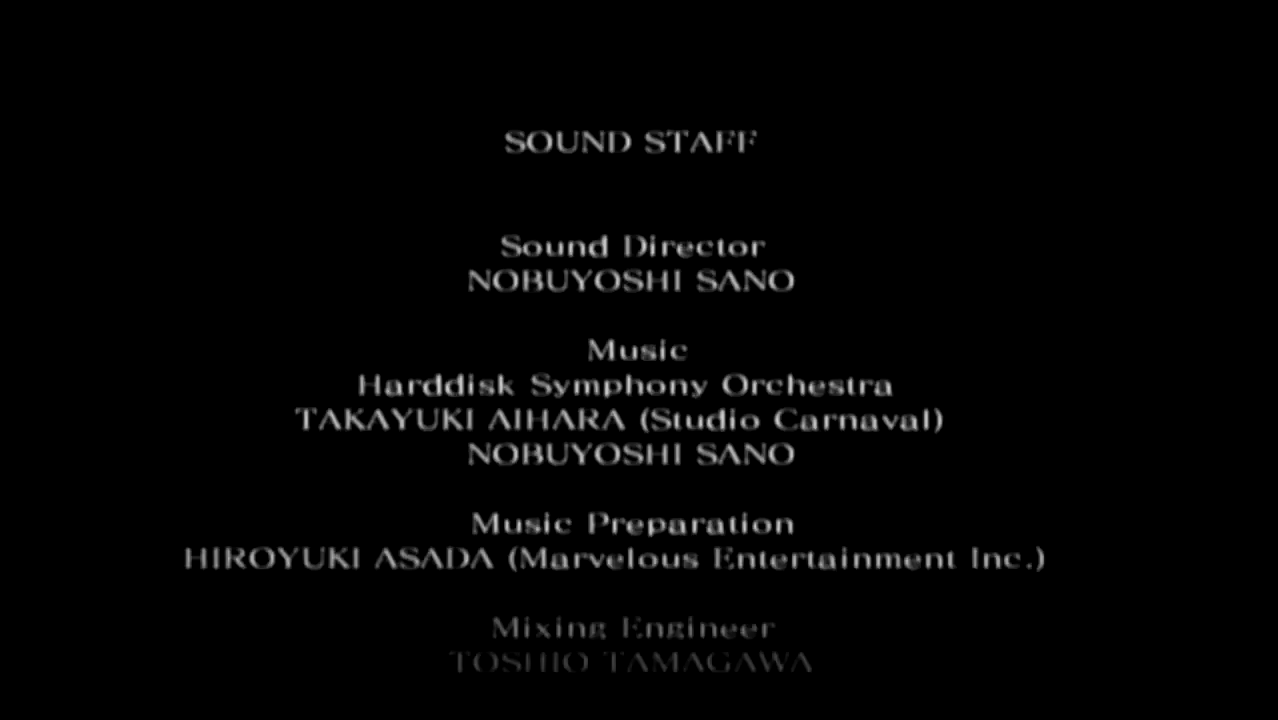 SOUND STAFF
Sound Director
NOBUYOSHI SANO
Music
Harddisk Symphony Orchestra
TAKAYUKI AIHARA (Studio Carnaval)
NOBUYOSHI SANO
Music Preparation
HIROYUKI ASADA (Marvelous Entertainment Inc.)
Mixing Engineer
TOSHIO TAMAGAWA